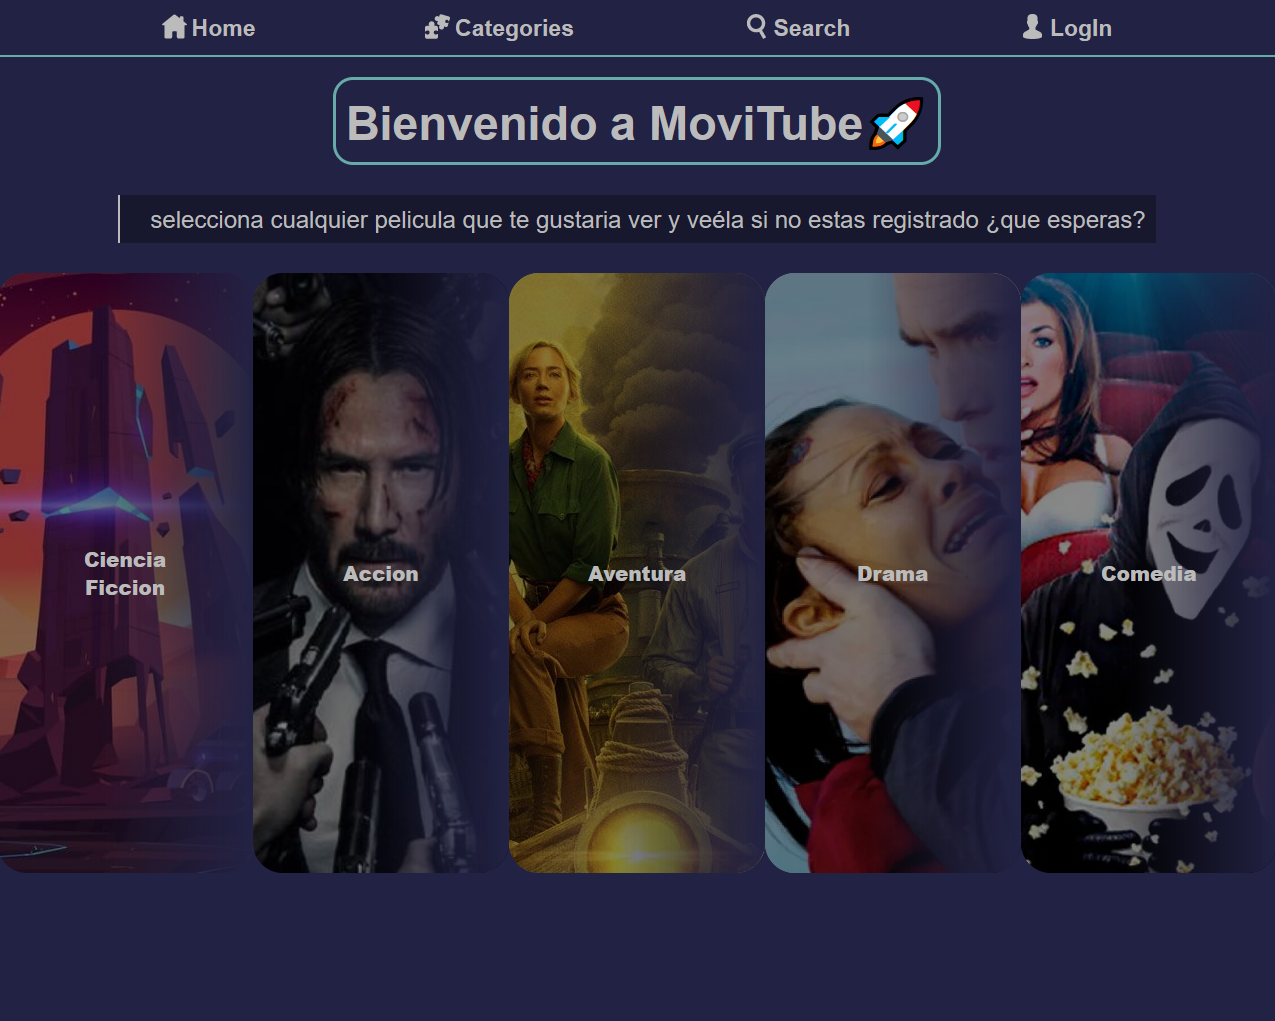 Home
Categories
Search
LogIn
Bienvenido a MoviTube🚀
selecciona cualquier pelicula que te gustaria ver y veéla si no estas registrado ¿que esperas?
Ciencia
Ficcion
Accion
Aventura
Drama
Comedia